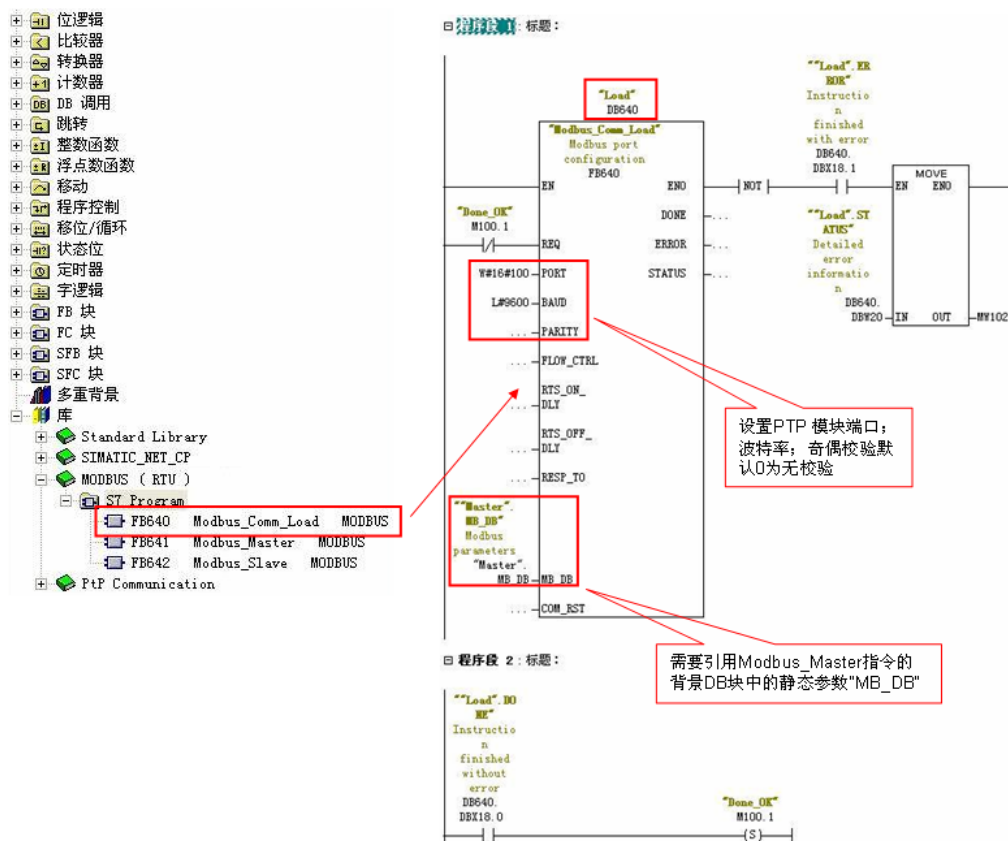 位逻辑
比较器
转换器
计数器
DB 调用
跳转
整数函数
浮点数函数
移动
程序控制
移位/循环
状态位
定时器
字逻辑
FB 块
FC 块
SFB 块
SFC 块
多重背景
库
Standard Library
SIMATIC_NET_CP
MODBUS ( RTU )
S7 Program
FB640 Modbus_Comm_Load MODBUS
FB641 Modbus_Master MODBUS
FB642 Modbus_Slave MODBUS
PtP Communication
程序段 1:标题:
"Load"
DB640
"Modbus_Comm_Load"
Modbus port
configuration
FB640
EN ENO
"Done_OK"
M100.1
REQ
DONE ...
ERROR ...
STATUS ...
W#16#100 PORT
L#9600 BAUD
... PARITY
... FLOW_CTRL
RTS_ON_
... DLY
RTS_OFF_
... DLY
... RESP_TO
""Master".
MB_DB"
Modbus
parameters
"Master".
MB_DB MB_DB
... COM_RST
NOT
""Load".ER
ROR"
Instructio
n
finished
with error
DB640.
DBX18.1
MOVE
EN ENO
""Load".ST
ATUS"
Detailed
error
informatio
n
DB640.
DBW20 IN OUT MW102
设置PTP 模块端口；
波特率；奇偶校验默
认0为无校验
需要引用Modbus_Master指令的
背景DB块中的静态参数"MB_DB"
程序段 2:标题:
""Load".DO
NE"
Instructio
n
finished
without
error
DB640.
DBX18.0
"Done_OK"
M100.1
(S)